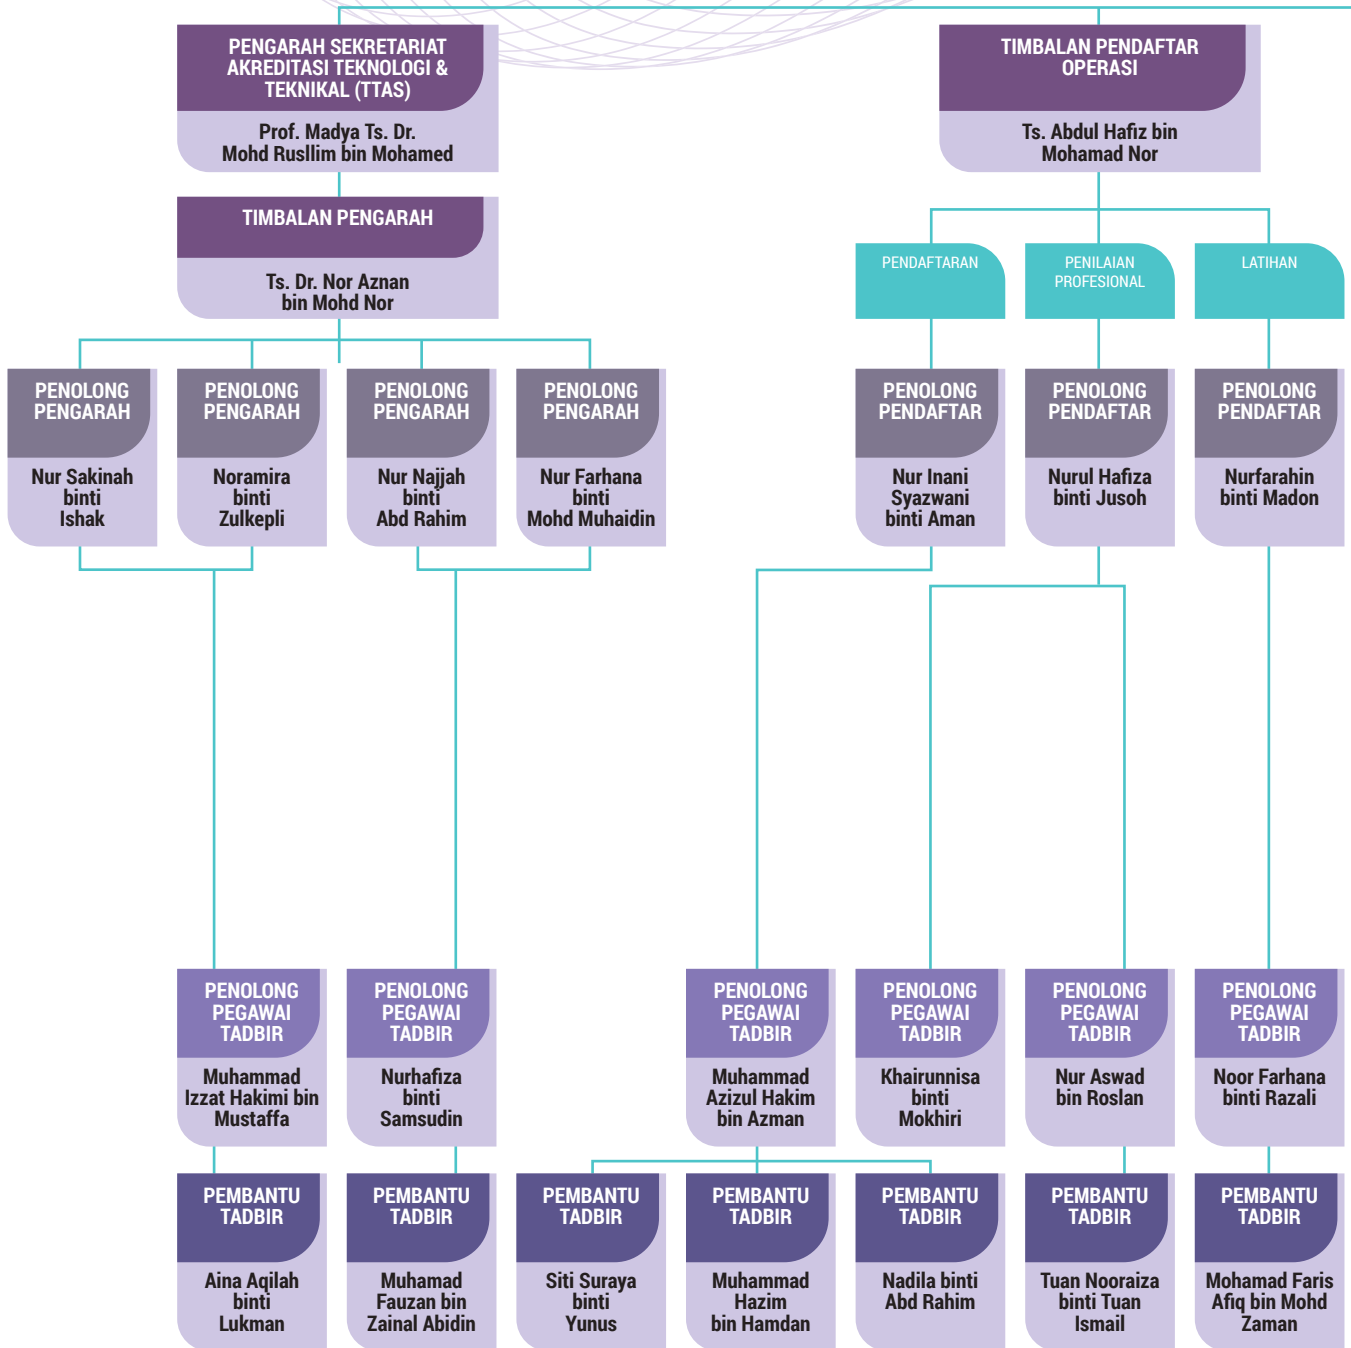 PENGARAH SEKRETARIAT
AKREDITASI TEKNOLOGI &
TEKNIKAL (TTAS)
Prof. Madya Ts. Dr.
Mohd Rusllim bin Mohamed
TIMBALAN PENGARAH
Ts. Dr. Nor Aznan
bin Mohd Nor
PENOLONG
PENGARAH
Nur Sakinah
binti
Ishak
PENOLONG
PENGARAH
Noramira
binti
Zulkepli
PENOLONG
PENGARAH
Nur Najjah
binti
Abd Rahim
PENOLONG
PENGARAH
Nur Farhana
binti
Mohd Muhaidin
PENOLONG
PEGAWAI
TADBIR
Muhammad
Izzat Hakimi bin
Mustaffa
PENOLONG
PEGAWAI
TADBIR
Nurhafiza
binti
Samsudin
PEMBANTU
TADBIR
Aina Aqilah
binti
Lukman
PEMBANTU
TADBIR
Muhamad
Fauzan bin
Zainal Abidin
TIMBALAN PENDAFTAR
OPERASI
Ts. Abdul Hafiz bin
Mohamad Nor
PENDAFTARAN
PENILAIAN
PROFESIONAL
LATIHAN
PENOLONG
PENDAFTAR
Nur Inani
Syazwani
binti Aman
PENOLONG
PENDAFTAR
Nurul Hafiza
binti Jusoh
PENOLONG
PENDAFTAR
Nurfarahin
binti Madon
PENOLONG
PEGAWAI
TADBIR
Muhammad
Azizul Hakim
bin Azman
PENOLONG
PEGAWAI
TADBIR
Khairunnisa
binti
Mokhiri
PENOLONG
PEGAWAI
TADBIR
Nur Aswad
bin Roslan
PENOLONG
PEGAWAI
TADBIR
Noor Farhana
binti Razali
PEMBANTU
TADBIR
Siti Suraya
binti
Yunus
PEMBANTU
TADBIR
Muhammad
Hazim
bin Hamdan
PEMBANTU
TADBIR
Nadila binti
Abd Rahim
PEMBANTU
TADBIR
Tuan Nooraiza
binti Tuan
Ismail
PEMBANTU
TADBIR
Mohamad Faris
Afiq bin Mohd
Zaman